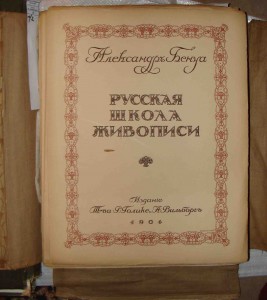 Александръ Бенуа
РУССКАЯ
ШКОЛА
ЖИВОПИСИ
Изданіе
Т-ва Р. Голике, А. Вильборгъ
1904